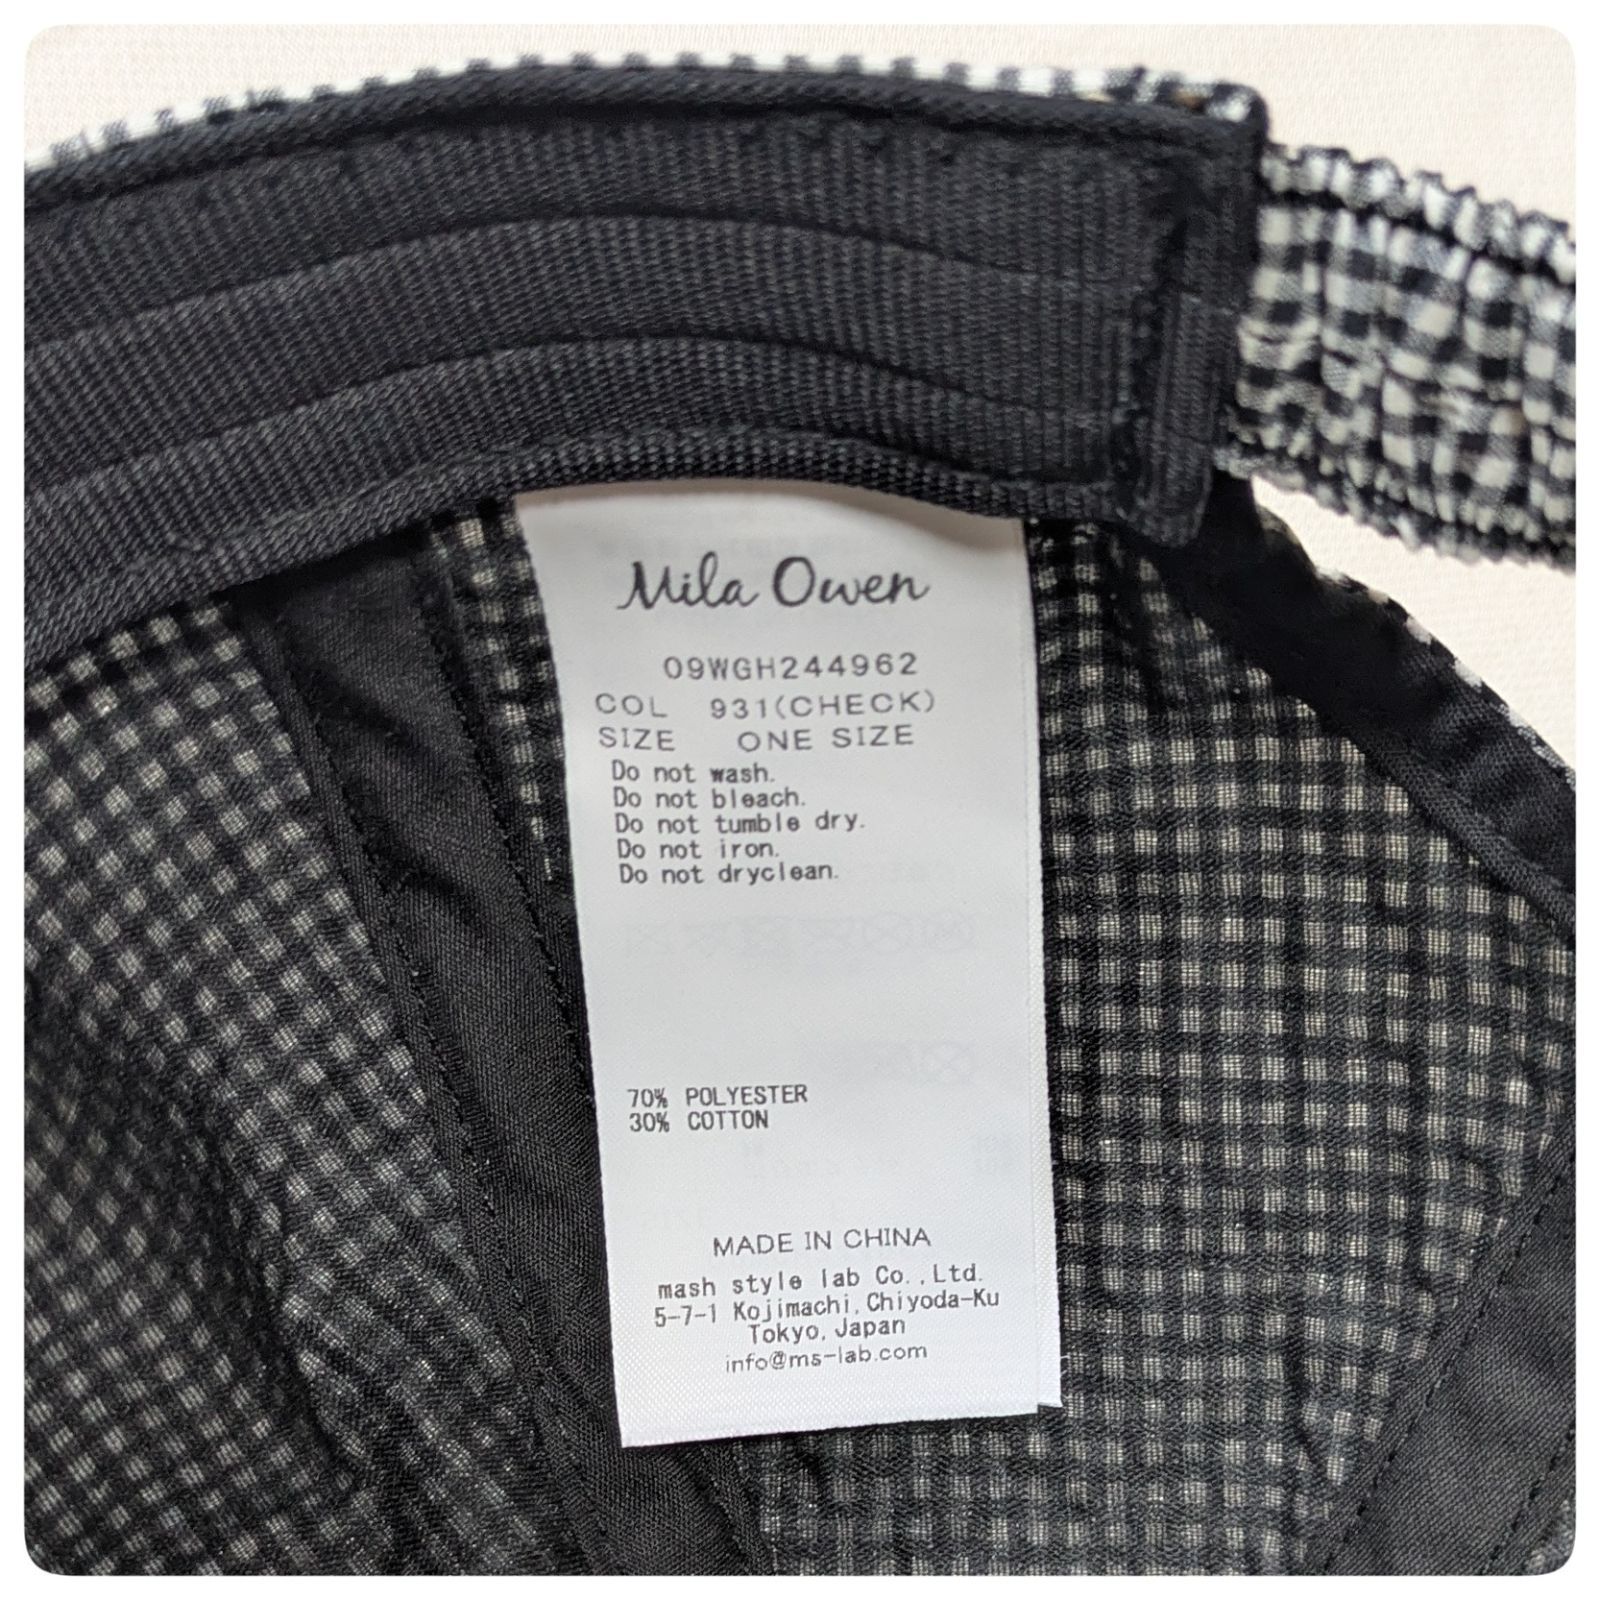 Mila Owen
09WGH244962
COL 931(CHECK)
SIZE ONE SIZE
Do not wash.
Do not bleach.
Do not tumble dry.
Do not iron.
Do not dryclean.
70% POLYESTER
30% COTTON
MADE IN CHINA
mash style lab Co.,Ltd.
5-7-1 Kojimachi,Chiyoda-Ku
Tokyo,Japan
info@ms-lab.com